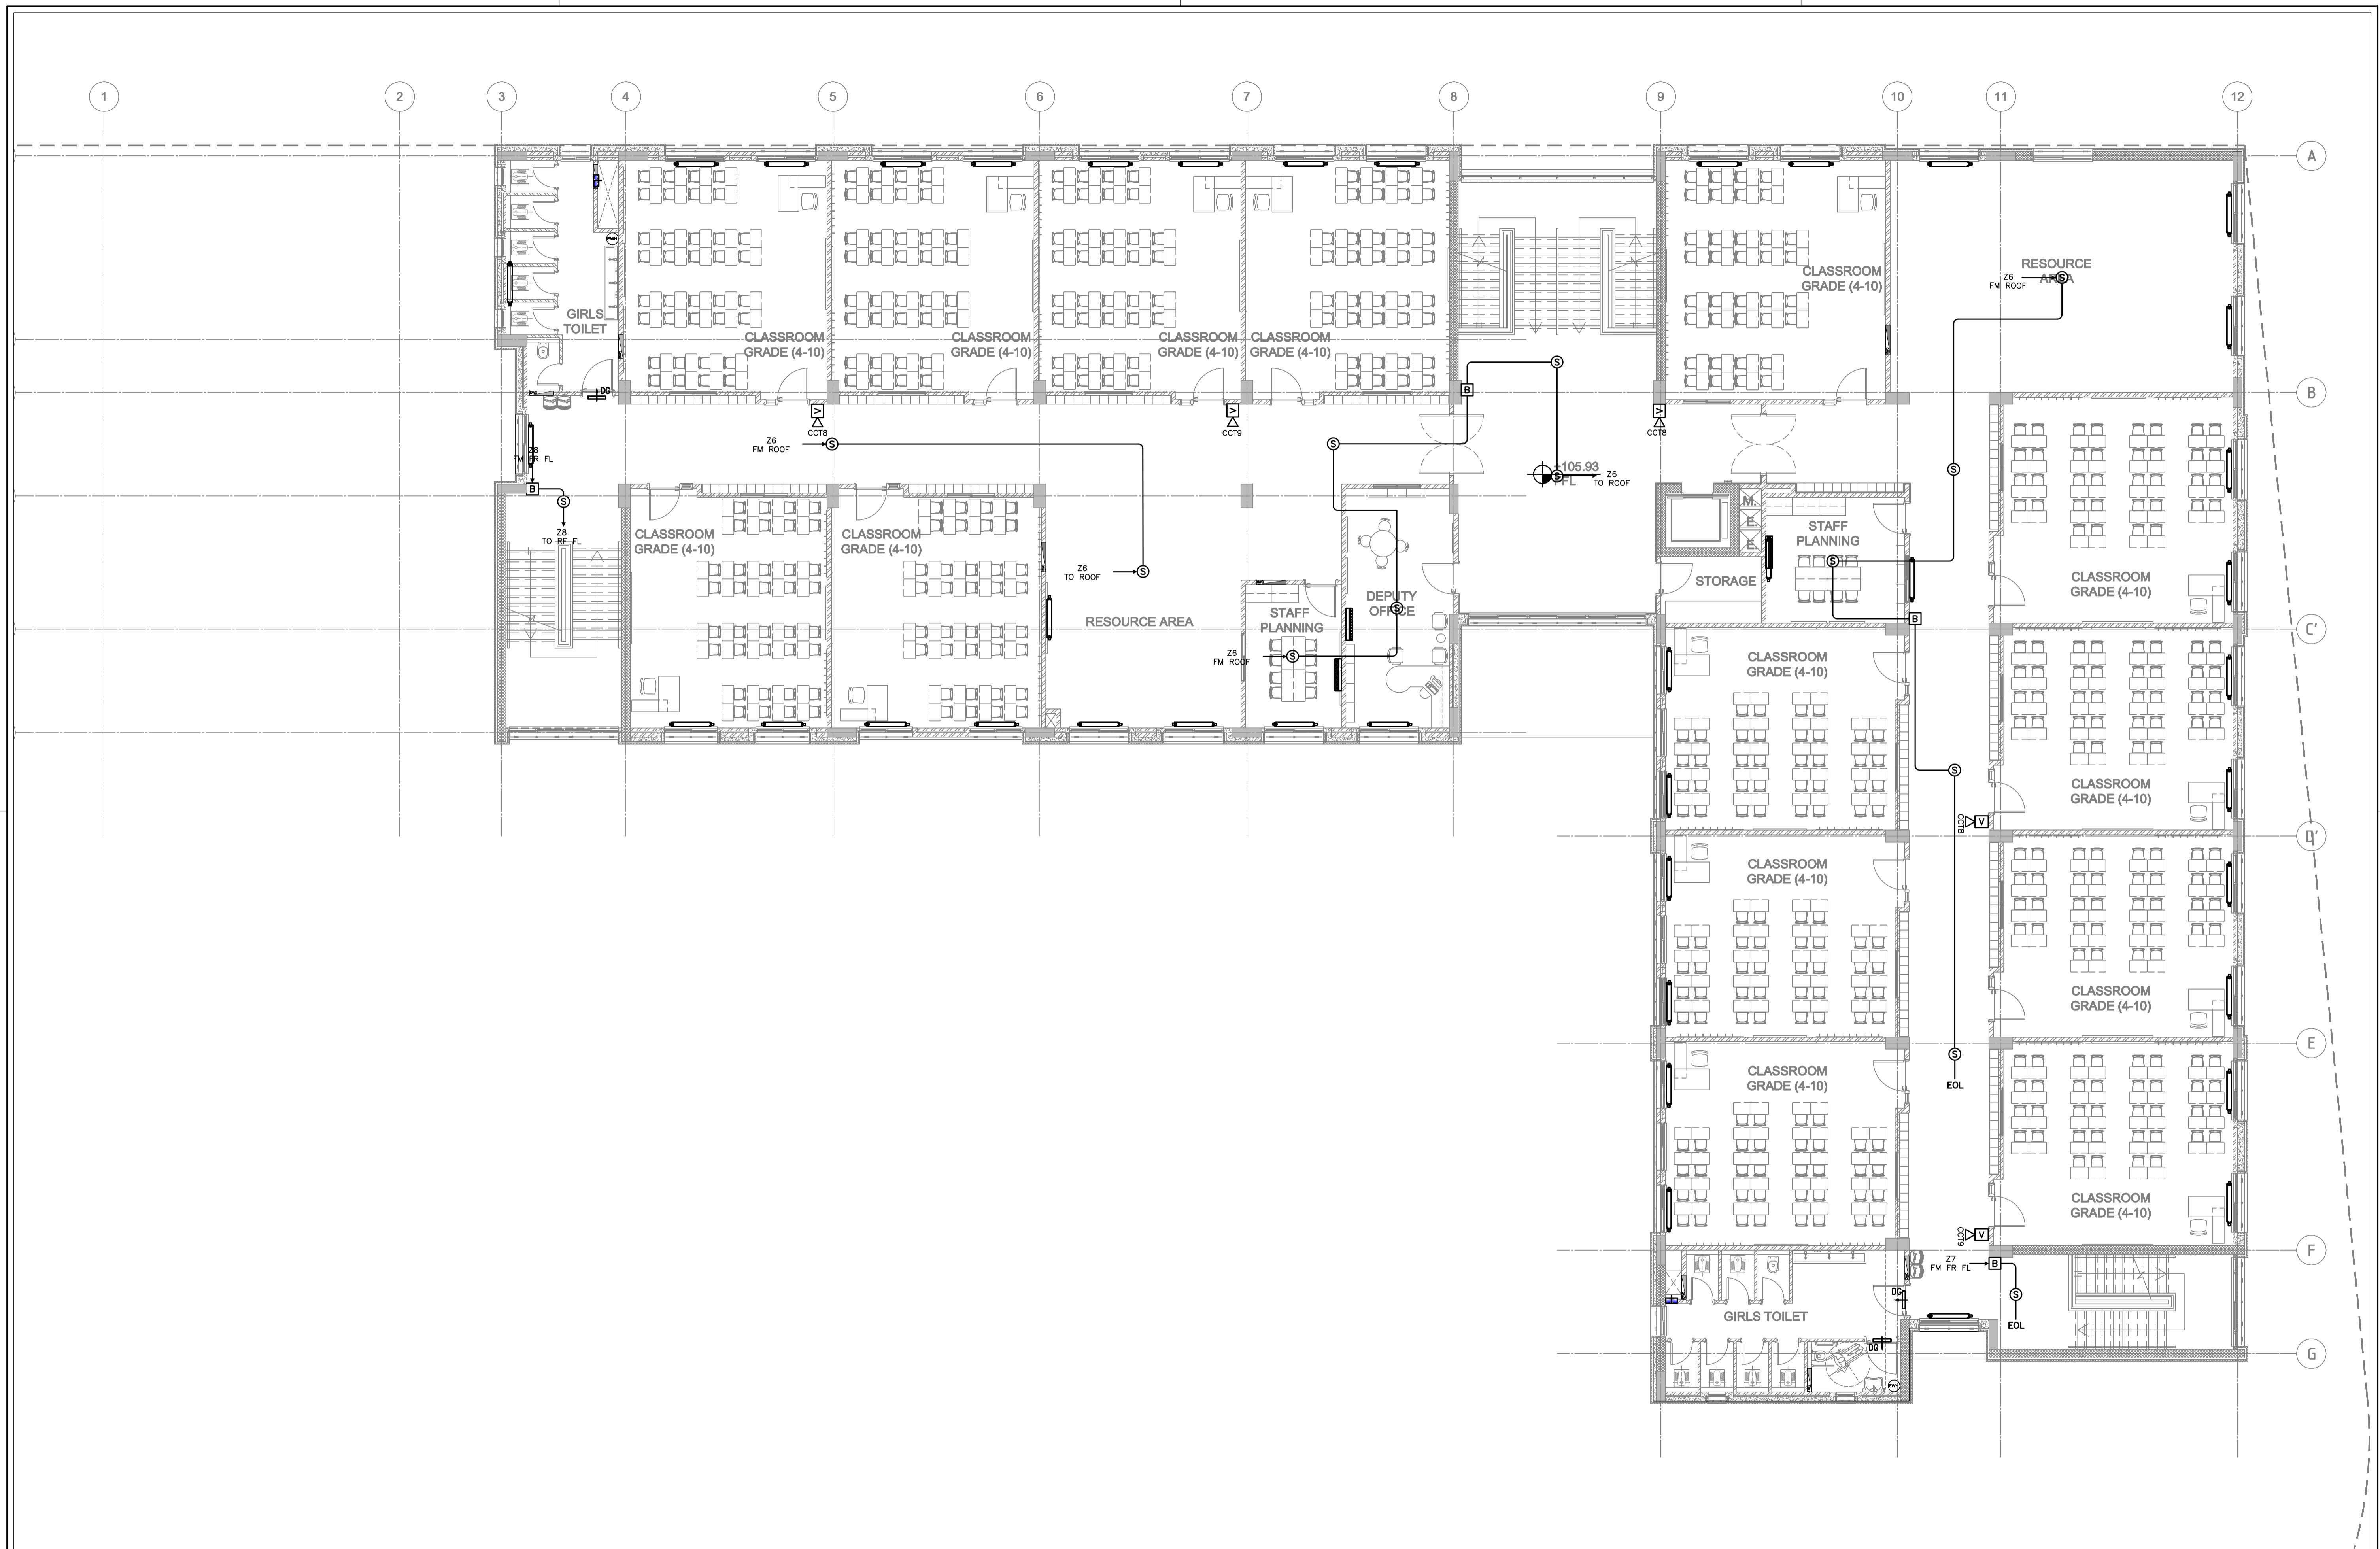 1
2
3
4
5
6
7
8
9
10
11
12
A
GIRLS
TOILET
CLASSROOM
GRADE (4-10)
CLASSROOM
GRADE (4-10)
CLASSROOM
GRADE (4-10)
CLASSROOM
GRADE (4-10)
CLASSROOM
GRADE (4-10)
RESOURCE
AREA
Z6
FM ROOF
S
S
DG
B
B
V
CCT8
V
CCT9
V
CCT8
Z6
FM ROOF
S
S
S
Z8
FM FR FL
B
S
Z8
TO RF FL
+105.93
FFL
S
Z6
TO ROOF
CLASSROOM
GRADE (4-10)
CLASSROOM
GRADE (4-10)
Z6
TO ROOF
S
RESOURCE AREA
STAFF
PLANNING
Z6
FM ROOF
S
DEPUTY
OFFICE
S
M.
E.
E.
STORAGE
STAFF
PLANNING
S
B
CLASSROOM
GRADE (4-10)
C'
CLASSROOM
GRADE (4-10)
S
CLASSROOM
GRADE (4-10)
CCT8
V
D'
CLASSROOM
GRADE (4-10)
CLASSROOM
GRADE (4-10)
E
S
EOL
CLASSROOM
GRADE (4-10)
CLASSROOM
GRADE (4-10)
CCT9
V
F
Z7
FM FR FL
B
S
EOL
DG
GIRLS TOILET
DG
G